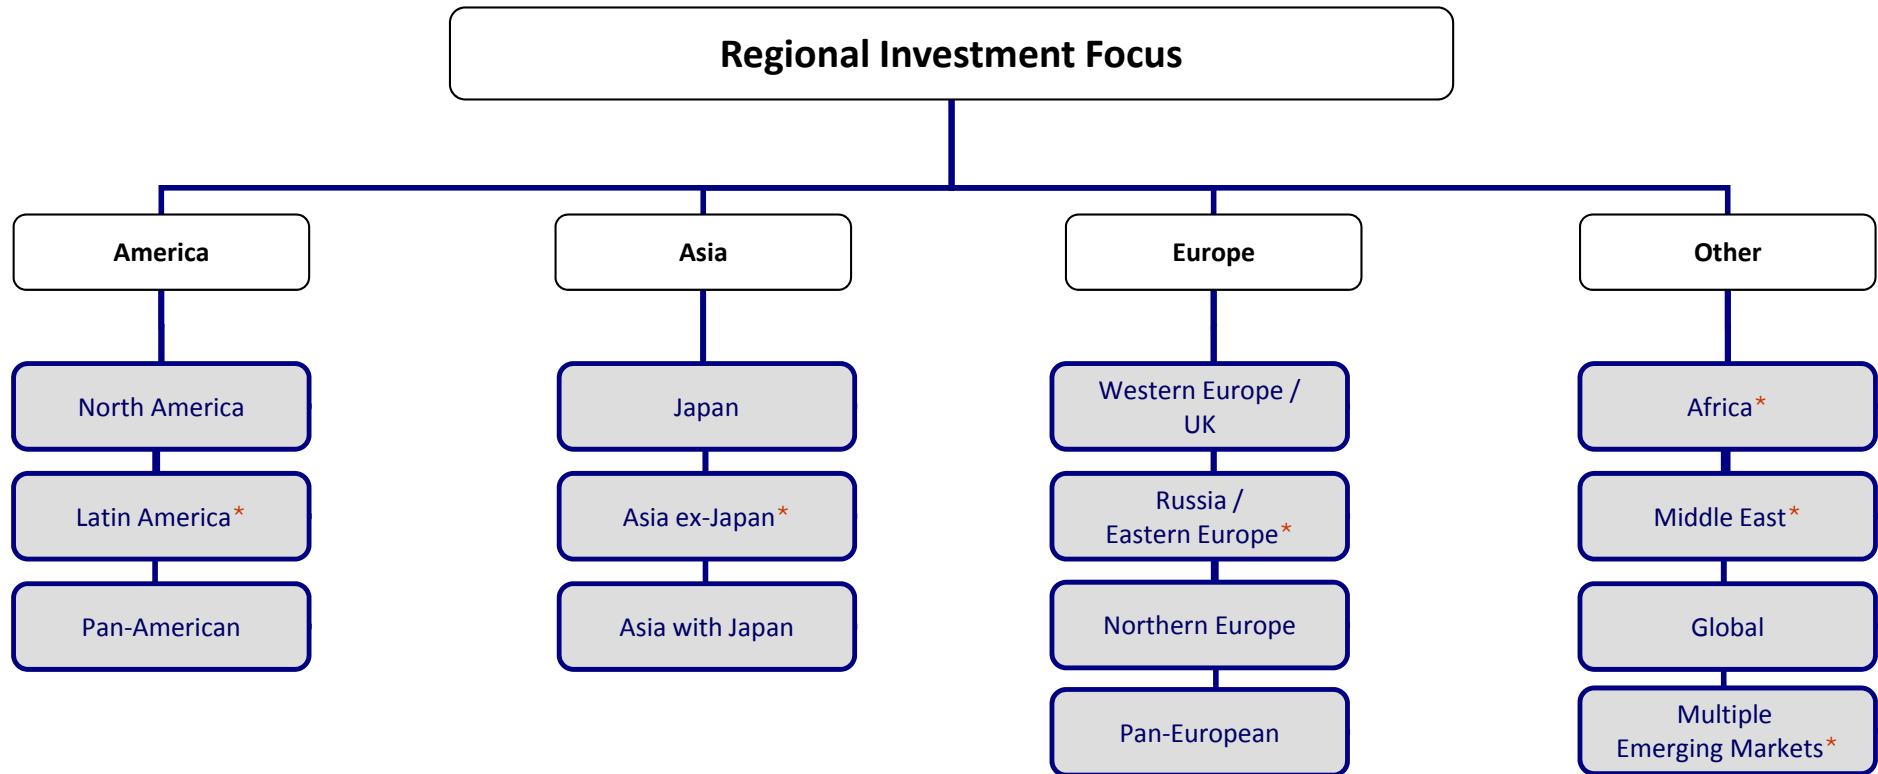 Regional Investment Focus
America
Asia
Europe
Other
North America
Japan
Western Europe /
UK
Africa*
Latin America*
Asia ex-Japan*
Russia /
Eastern Europe*
Middle East*
Pan-American
Asia with Japan
Northern Europe
Global
Pan-European
Multiple
Emerging Markets*